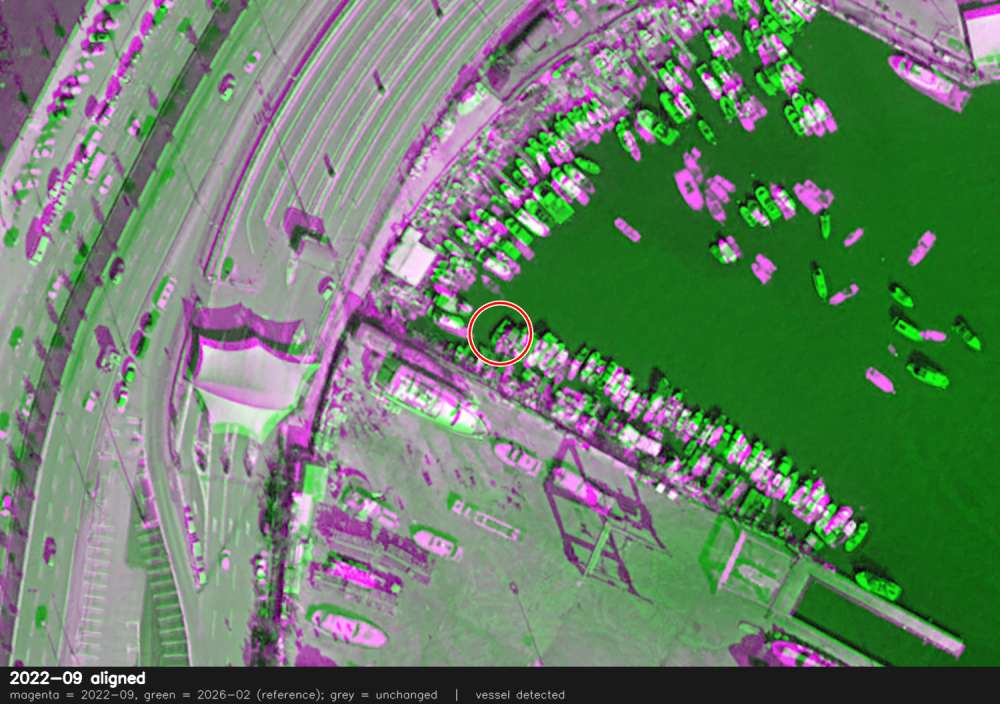 2022-09 aligned
magenta = 2022-09, green = 2026-02 (reference); grey = unchanged | vessel detected